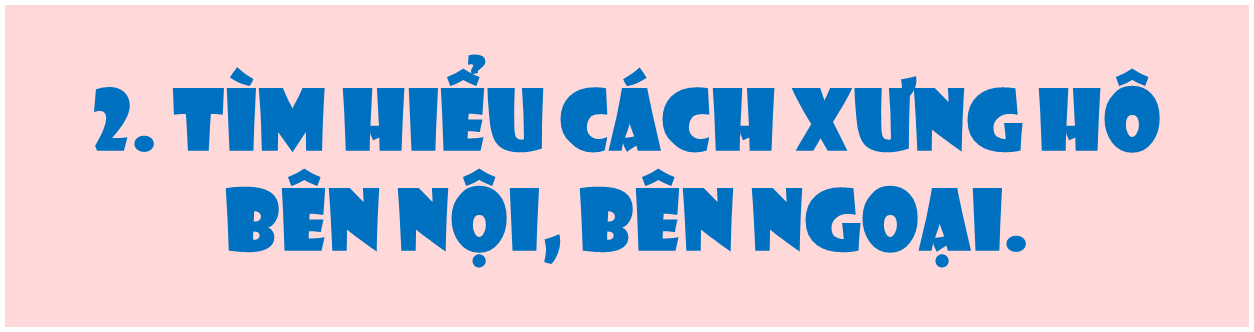 2. TÌM HIỂU CÁCH XƯNG HÔ
BÊN NỘI, BÊN NGOẠI.